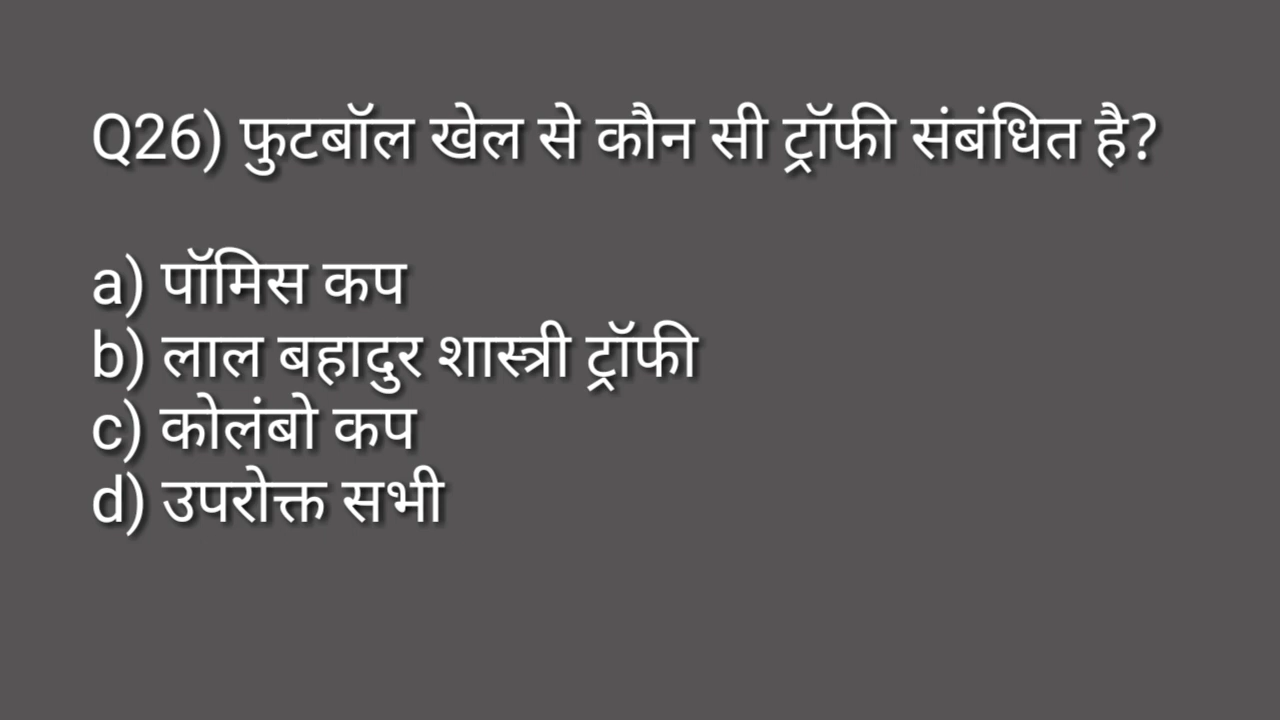 Q26) फुटबॉल खेल से कौन सी ट्रॉफी संबंधित है?
a) पॉमिस कप
b) लाल बहादुर शास्त्री ट्रॉफी
c) कोलंबो कप
d) उपरोक्त सभी